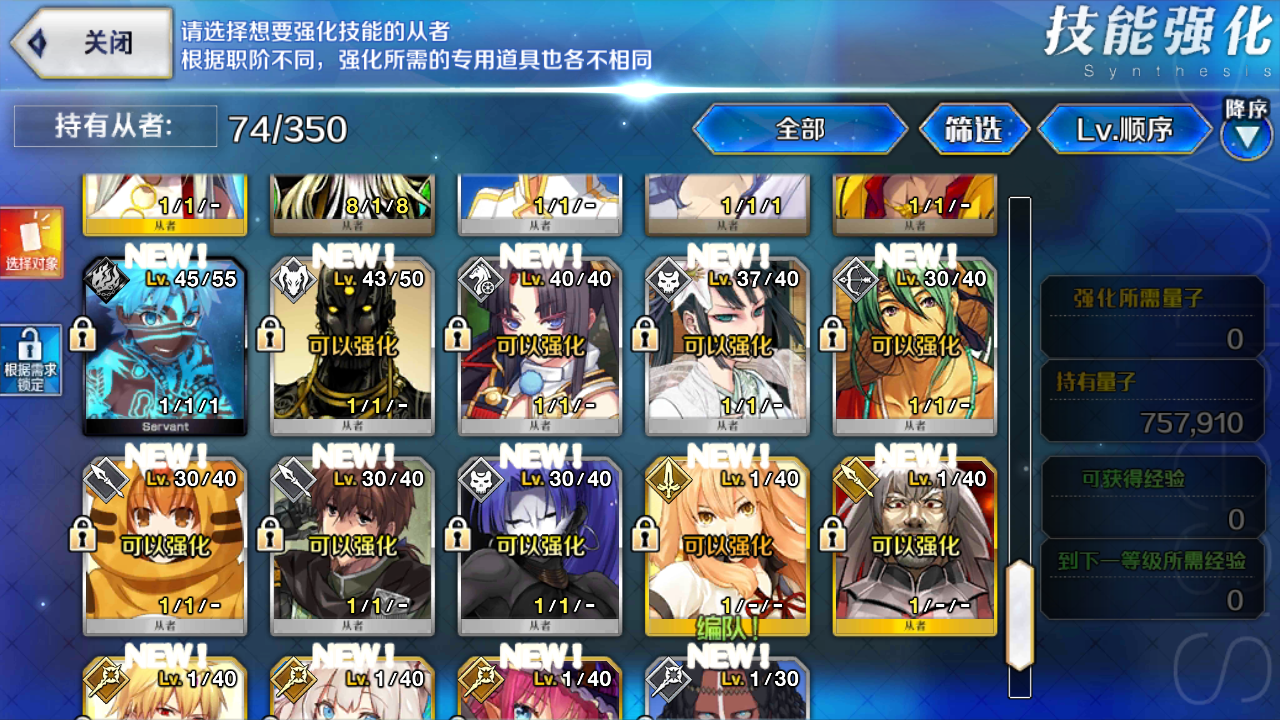 关闭
请选择想要强化技能的从者
根据职阶不同，强化所需的专用道具也各不相同
技能强化
Synthesis
持有从者:
74/350
全部
筛选
Lv.顺序
降序
选择对象
根据需求
锁定
1/1/- 8/1/8 1/1/- 1/1/1 1/1/-
从者 从者 从者 从者 从者
NEW! NEW! NEW! NEW! NEW!
Lv. 45/55 Lv. 43/50 Lv. 40/40 Lv. 37/40 Lv. 30/40
可以强化 可以强化 可以强化 可以强化
1/1/1 1/1/- 1/1/- 1/1/- 1/1/-
Servant 从者 从者 从者 从者
NEW! NEW! NEW! NEW! NEW!
Lv. 30/40 Lv. 30/40 Lv. 30/40 Lv. 1/40 Lv. 1/40
可以强化 可以强化 可以强化 可以强化 可以强化
1/1/- 1/1/- 1/1/- 1/-/- 1/-/-
从者 从者 从者 编队! 从者
NEW! NEW! NEW! NEW!
Lv. 1/40 Lv. 1/40 Lv. 1/40 Lv. 1/30
强化所需量子
0
持有量子
757,910
可获得经验
0
到下一等级所需经验
0